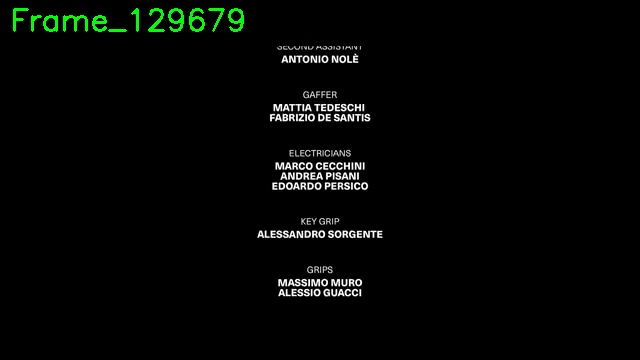 Frame_129679
SECOND ASSISTANT
ANTONIO NOLÈ
GAFFER
MATTIA TEDESCHI
FABRIZIO DE SANTIS
ELECTRICIANS
MARCO CECCHINI
ANDREA PISANI
EDOARDO PERSICO
KEY GRIP
ALESSANDRO SORGENTE
GRIPS
MASSIMO MURO
ALESSIO GUACCI